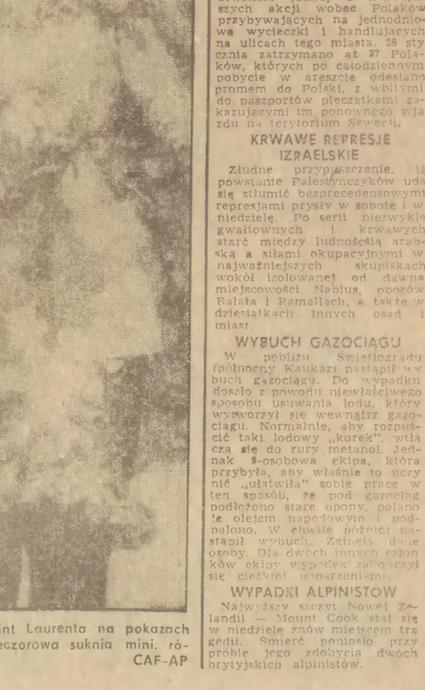 szych akcji wobec Polaków
przybywających na jednodnio-
we wycieczki i handlujących
na ulicach tego miasta. 28 sty
cznia zatrzymano aż 27 Pola-
ków, których po całodziennym
pobycie w areszcie odesłano
promem do Polski, z wbitymi
do paszportów pieczątkami za-
kazującymi im ponownego wja
zdu na terytorium Szwecji.
KRWAWE REPRESJE
IZRAELSKIE
Złudne przypuszczenie, iż
powstanie Palestyńczyków uda
się stłumić bezprecedensowymi
represjami prysły w sobotę i w
niedzielę. Po serii niezwykle
gwałtownych i krwawych
starć między ludnością arab-
ską a siłami okupacyjnymi w
najważniejszych skupiskach
wokół izolowanej od dawna
miejscowości Nablus, obozów
Balata i Ramallach, a także w
dziesiątkach innych osad i
miast.
WYBUCH GAZOCIĄGU
W pobliżu Swietłogradu
(północny Kaukaz) nastąpił wy
buch gazociągu. Do wypadku
doszło z powodu niewłaściwego
sposobu usuwania lodu, który
wytworzył się wewnątrz gazo-
ciągu. Normalnie, aby rozpuś-
cić taki lodowy „korek”, wtła
cza się do rury metanol. Jed-
nak 9-osobowa ekipa, która
przybyła, aby właśnie to uczy
nić „ułatwiła” sobie pracę w
ten sposób, że pod gazociąg
podłożono stare opony, polano
je olejem napędowym i pod-
palono. W chwilę później na-
stąpił wybuch. Zginęły dwie
osoby. Dla dwóch innych człon
ków ekipy wypadek zakończył
się ciężkimi poparzeniami.
WYPADKI ALPINISTÓW
Najwyższy szczyt Nowej Ze-
landii — Mount Cook stał się
w niedzielę znów miejscem tra
gedii. Śmierć poniosło przy
próbie jego zdobycia dwóch
brytyjskich alpinistów.
int Laurenta na pokazach
eczorowa suknia mini. ró-
CAF-AP